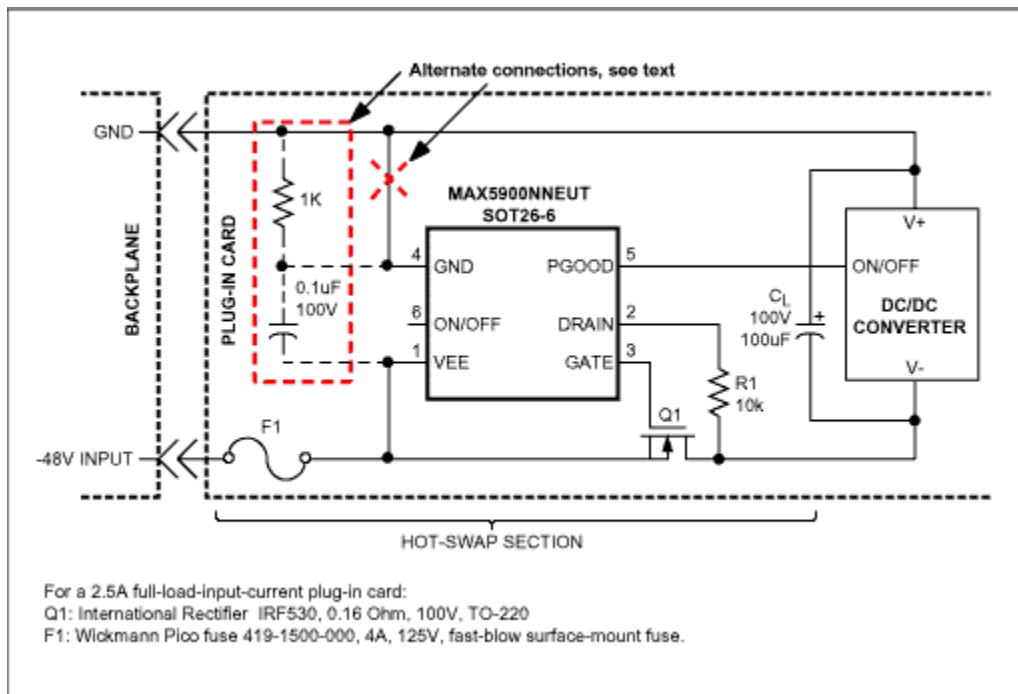 Alternate connections, see text
GND
BACKPLANE
PLUG-IN CARD
1K
0.1uF
100V
MAX5900NNEUT
SOT26-6
4
GND
PGOOD
5
6
ON/OFF
DRAIN
2
1
VEE
GATE
3
V+
ON/OFF
DC/DC
CONVERTER
V-
CL
100V
100uF
+
R1
10k
Q1
F1
-48V INPUT
HOT-SWAP SECTION
For a 2.5A full-load-input-current plug-in card:
Q1: International Rectifier IRF530, 0.16 Ohm, 100V, TO-220
F1: Wickmann Pico fuse 419-1500-000, 4A, 125V, fast-blow surface-mount fuse.